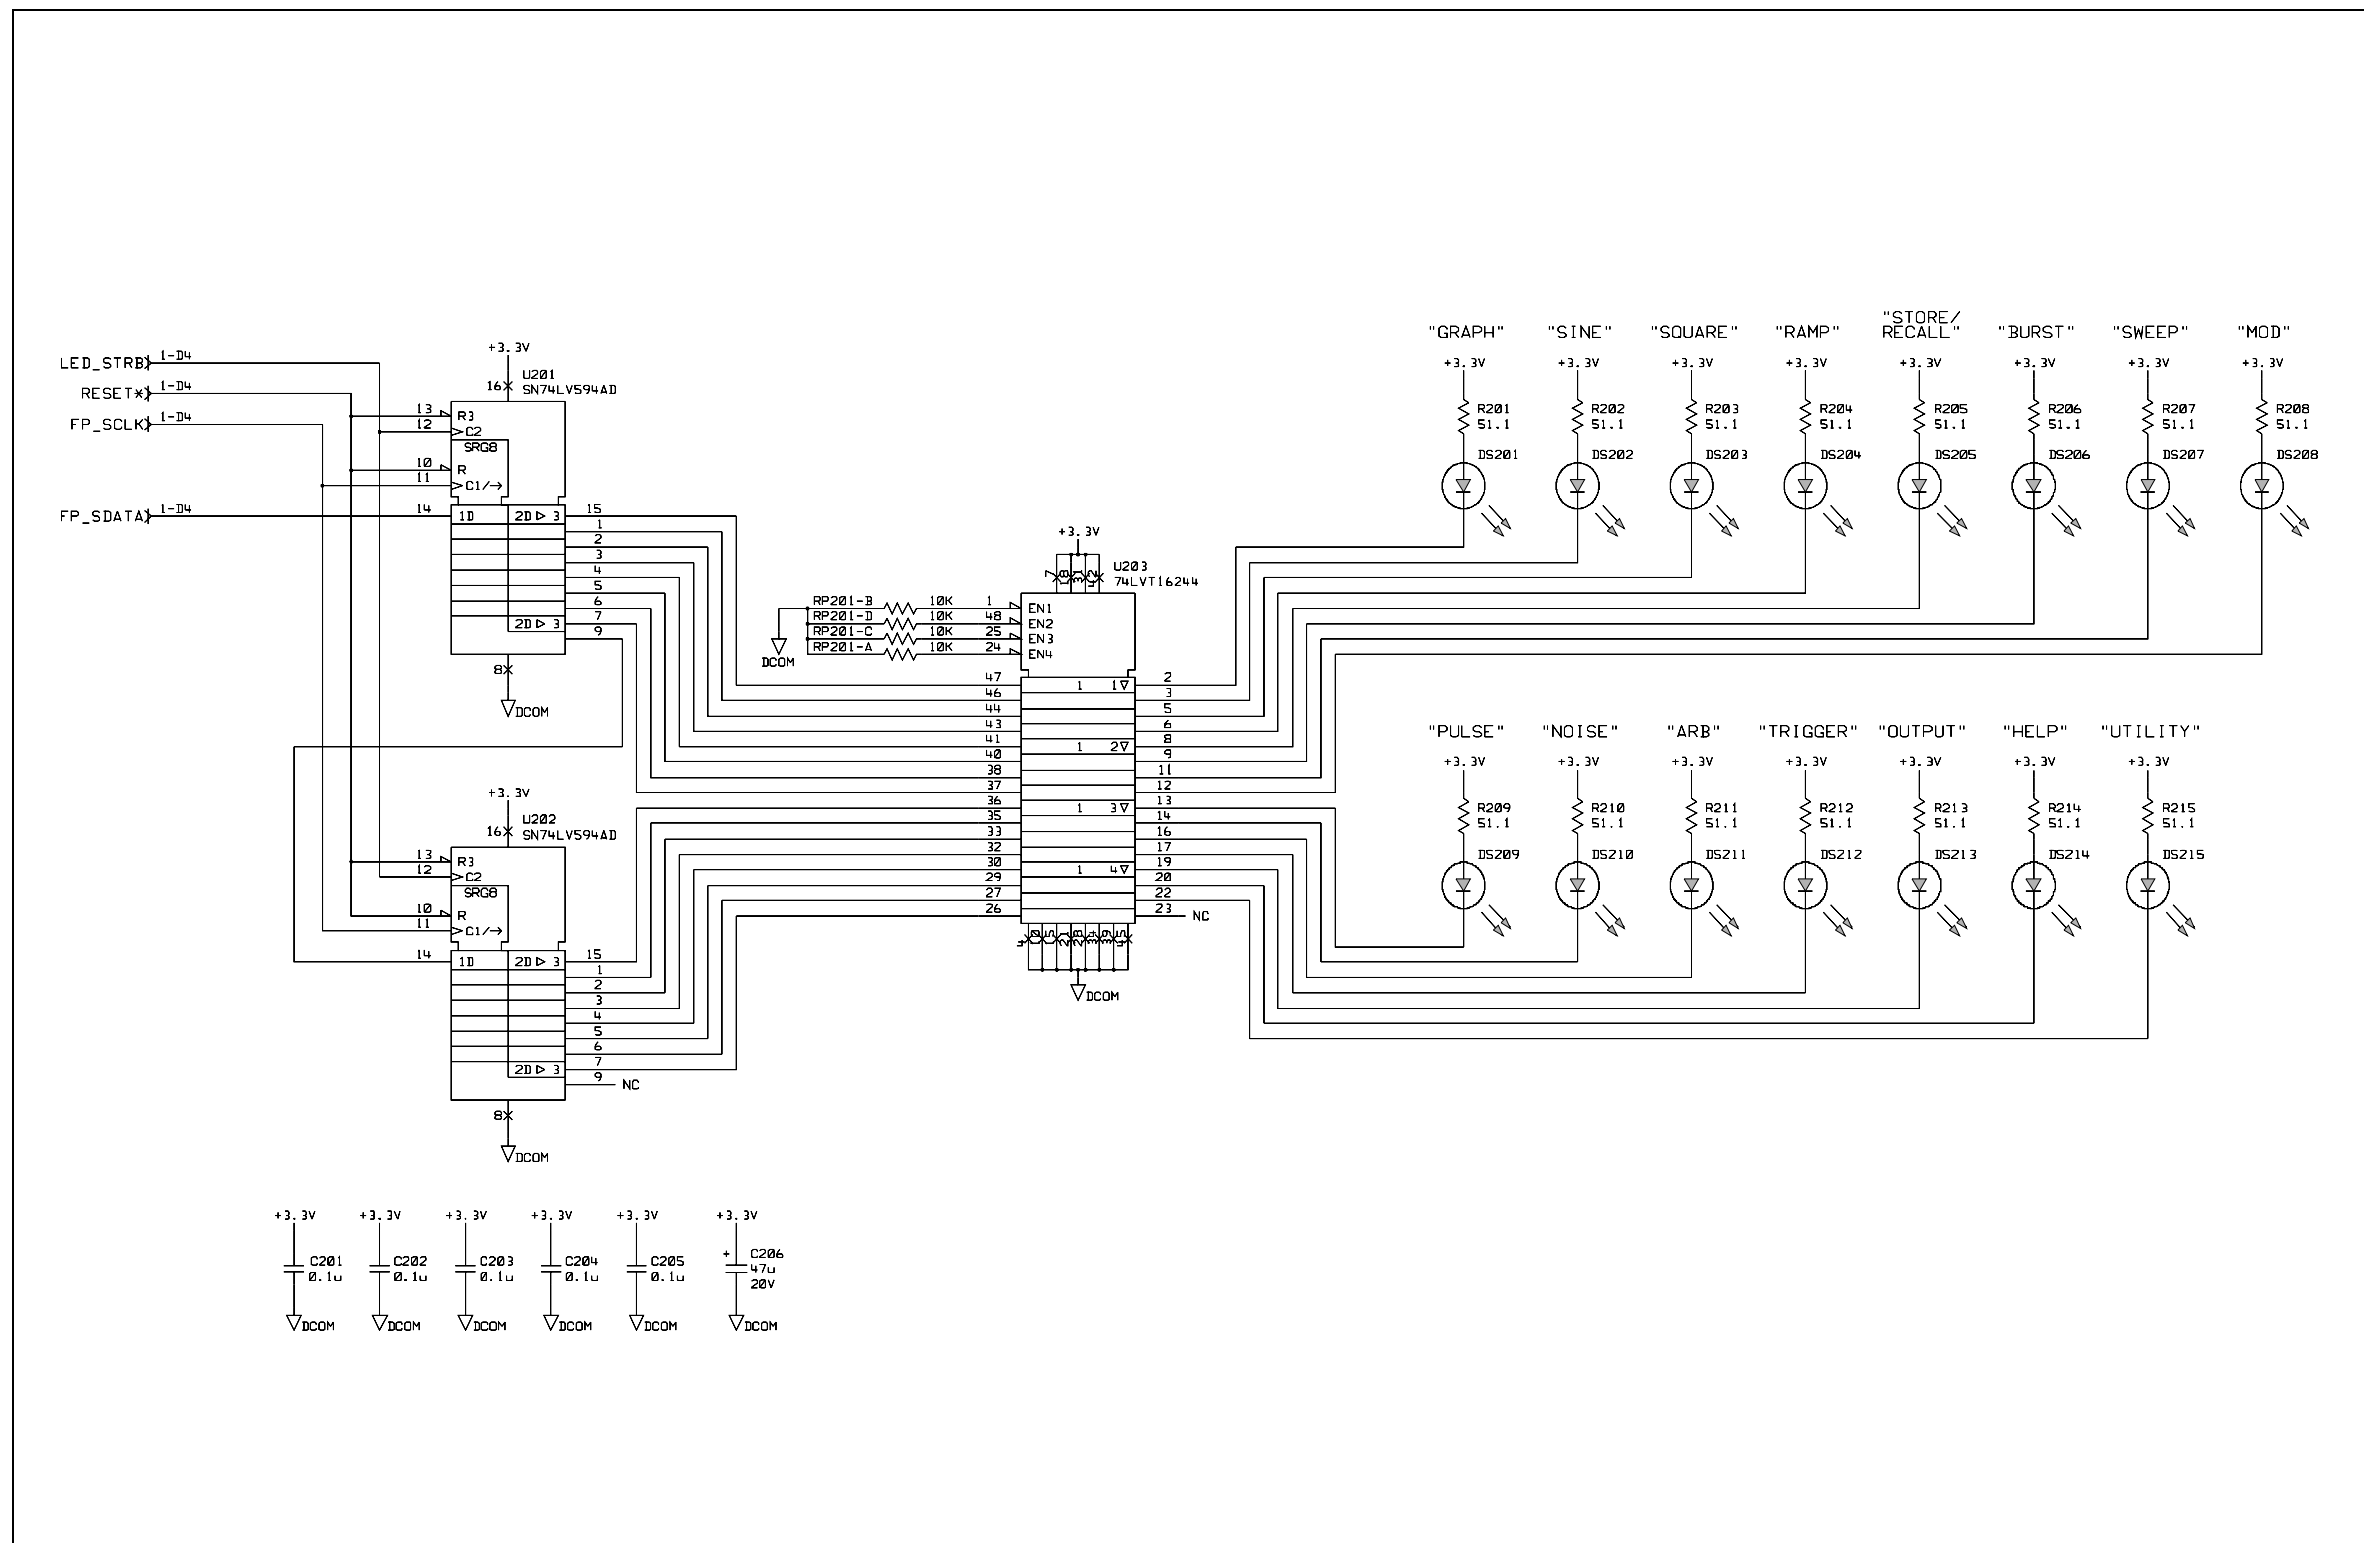 "GRAPH" "SINE" "SQUARE" "RAMP" "STORE/
RECALL" "BURST" "SWEEP" "MOD"
+3.3V +3.3V +3.3V +3.3V +3.3V +3.3V +3.3V +3.3V
R201 R202 R203 R204 R205 R206 R207 R208
51.1 51.1 51.1 51.1 51.1 51.1 51.1 51.1
DS201 DS202 DS203 DS204 DS205 DS206 DS207 DS208
LED_STRB 1-D4
RESET* 1-D4
FP_SCLK 1-D4
FP_SDATA 1-D4
+3.3V
16
U201
SN74LV594AD
13 R3
12 C2
SRG8
10 R
11 C1/→
14 1D 2D ▷ 3 15
1
2
3
4
5
6
2D ▷ 3 7
9
8
DCOM
+3.3V
7 18 31 42
U203
74LVT16244
RP201-B 10K 1 EN1
RP201-D 10K 48 EN2
RP201-C 10K 25 EN3
RP201-A 10K 24 EN4
DCOM
47 1 1▽ 2
46 3
44 5
43 6
41 1 2▽ 8
40 9
38 11
37 12
36 1 3▽ 13
35 14
33 16
32 17
30 1 4▽ 19
29 20
27 22
26 23 NC
4 10 15 21 28 34 39 45
DCOM
"PULSE" "NOISE" "ARB" "TRIGGER" "OUTPUT" "HELP" "UTILITY"
+3.3V +3.3V +3.3V +3.3V +3.3V +3.3V +3.3V
R209 R210 R211 R212 R213 R214 R215
51.1 51.1 51.1 51.1 51.1 51.1 51.1
DS209 DS210 DS211 DS212 DS213 DS214 DS215
+3.3V
16
U202
SN74LV594AD
13 R3
12 C2
SRG8
10 R
11 C1/→
14 1D 2D ▷ 3 15
1
2
3
4
5
6
2D ▷ 3 7
9 NC
8
DCOM
+3.3V +3.3V +3.3V +3.3V +3.3V +3.3V
C201 C202 C203 C204 C205 + C206
0.1u 0.1u 0.1u 0.1u 0.1u 47u
20V
DCOM DCOM DCOM DCOM DCOM DCOM